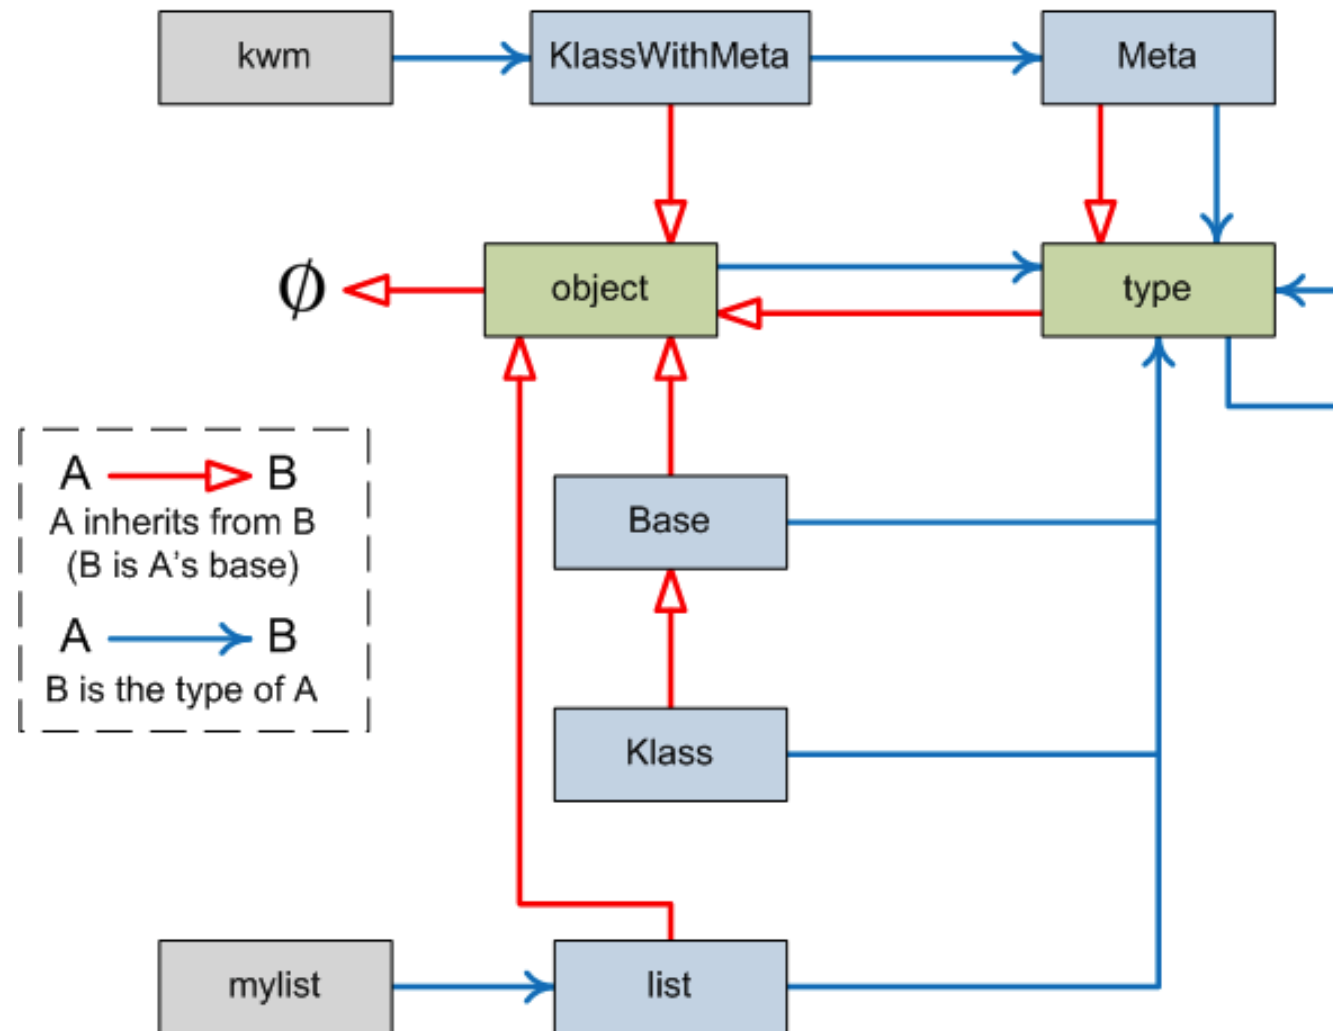 kwm
KlassWithMeta
Meta
∅
object
type
A B
A inherits from B
(B is A's base)
A B
B is the type of A
Base
Klass
mylist
list